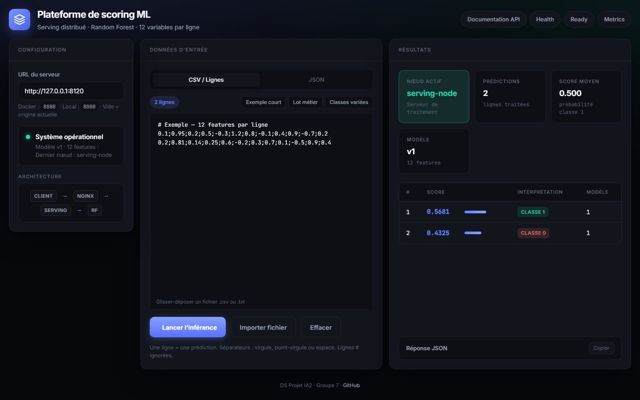 Plateforme de scoring ML
Serving distribué · Random Forest · 12 variables par ligne
Documentation API
Health
Ready
Metrics
CONFIGURATION
URL du serveur
http://127.0.0.1:8120
Docker : 8080 · Local : 8000 · Vide = origine actuelle
Système opérationnel
Modèle v1 · 12 features · Dernier nœud : serving-node
ARCHITECTURE
CLIENT → NGINX →
SERVING → RF
DONNÉES D'ENTRÉE
CSV / Lignes
JSON
2 lignes
Exemple court
Lot métier
Classes variées
# Exemple — 12 features par ligne
0.1;0.95;0.2;0.5;-0.3;1.2;0.8;-0.1;0.4;0.9;-0.7;0.2
0.2;0.81;0.14;0.25;0.6;-0.2;0.3;0.7;0.1;-0.5;0.9;0.4
Glisser-déposer un fichier .csv ou .txt
Lancer l'inférence
Importer fichier
Effacer
Une ligne = une prédiction. Séparateurs : virgule, point-virgule ou espace. Lignes # ignorées.
RÉSULTATS
NŒUD ACTIF
serving-node
Serveur de traitement
PRÉDICTIONS
2
lignes traitées
SCORE MOYEN
0.500
probabilité classe 1
MODÈLE
v1
12 features
# SCORE INTERPRÉTATION MODÈLE
1 0.5681 CLASSE 1 1
2 0.4325 CLASSE 0 1
Réponse JSON
Copier
DS Projet IA2 · Groupe 7 · GitHub